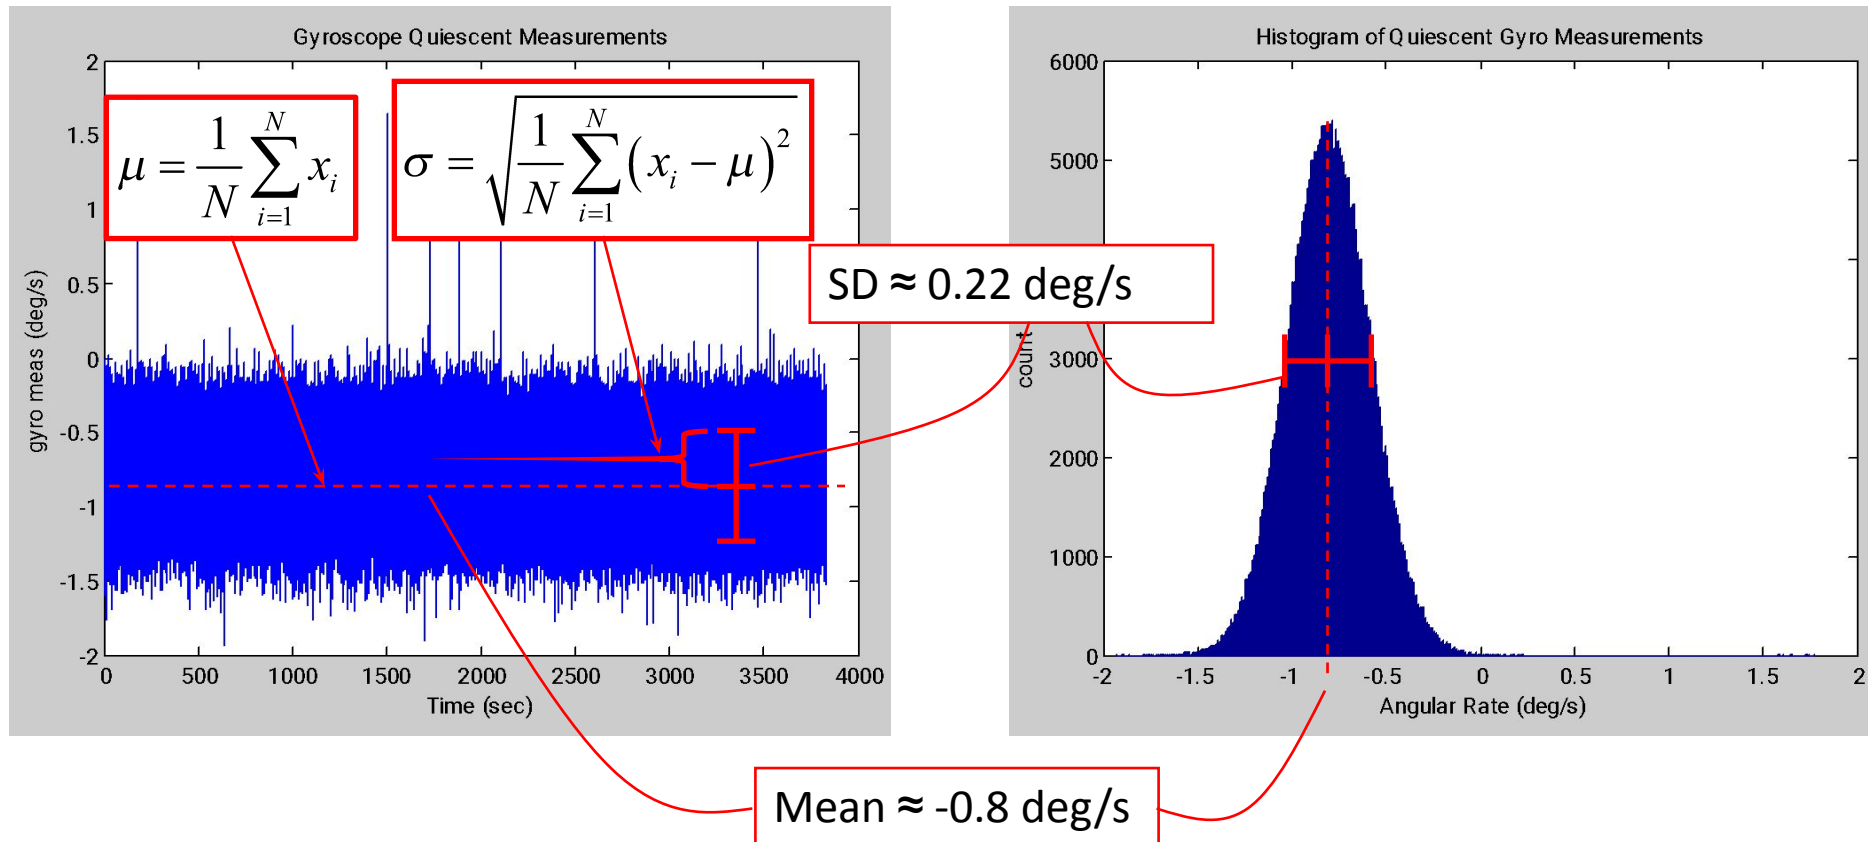 Gyroscope Quiescent Measurements
2
1.5
1
0.5
0
-0.5
-1
-1.5
-2
gyro meas (deg/s)
0 500 1000 1500 2000 2500 3000 3500 4000
Time (sec)
μ = 1/N ∑_{i=1}^{N} x_i
σ = √(1/N ∑_{i=1}^{N} (x_i − μ)²)
SD ≈ 0.22 deg/s
Mean ≈ -0.8 deg/s
Histogram of Quiescent Gyro Measurements
6000
5000
3000
2000
1000
0
count
-2 -1.5 -1 -0.5 0 0.5 1 1.5 2
Angular Rate (deg/s)